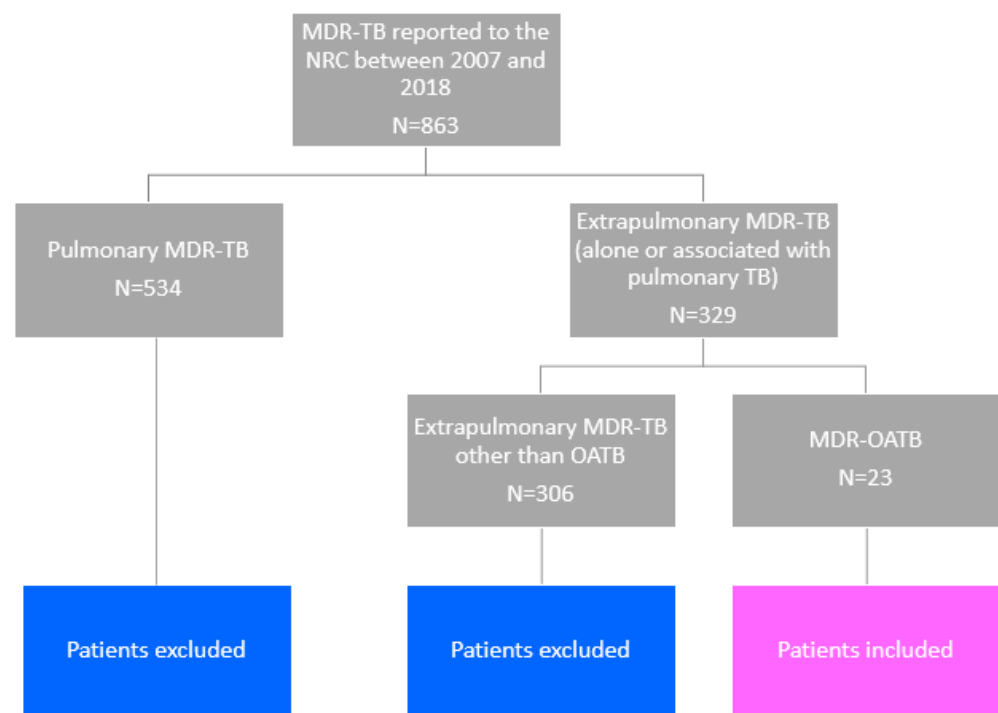 MDR-TB reported to the
NRC between 2007 and
2018
N=863
Pulmonary MDR-TB
N=534
Extrapulmonary MDR-TB
(alone or associated with
pulmonary TB)
N=329
Extrapulmonary MDR-TB
other than OATB
N=306
MDR-OATB
N=23
Patients excluded
Patients excluded
Patients included